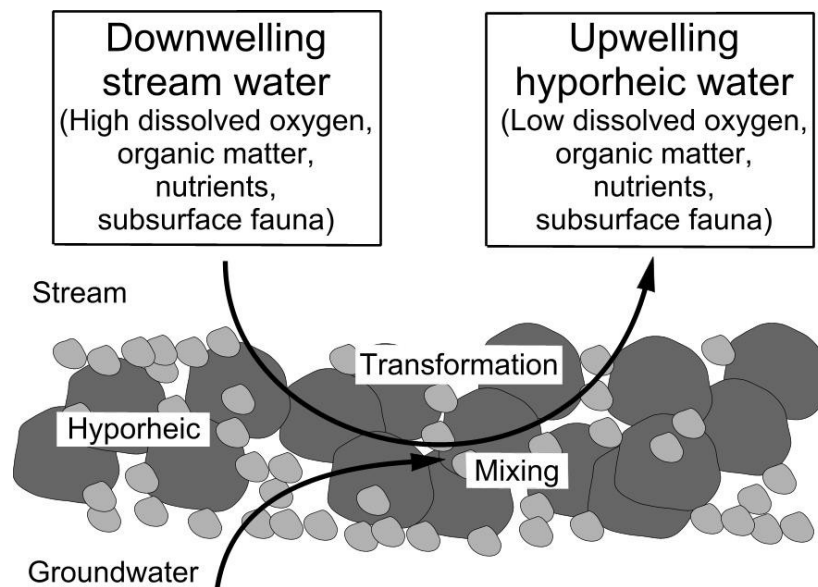 Downwelling
stream water
(High dissolved oxygen,
organic matter,
nutrients,
subsurface fauna)
Upwelling
hyporheic water
(Low dissolved oxygen,
organic matter,
nutrients,
subsurface fauna)
Stream
Transformation
Hyporheic
Mixing
Groundwater